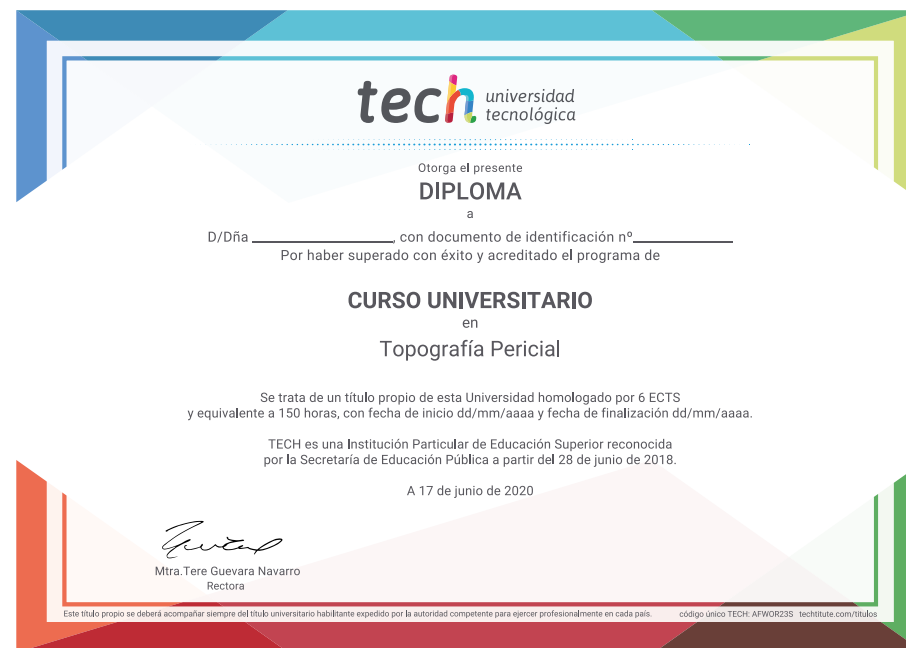 tech universidad
tecnológica
Otorga el presente
DIPLOMA
a
D/Dña ____________________, con documento de identificación nº______________
Por haber superado con éxito y acreditado el programa de
CURSO UNIVERSITARIO
en
Topografía Pericial
Se trata de un título propio de esta Universidad homologado por 6 ECTS
y equivalente a 150 horas, con fecha de inicio dd/mm/aaaa y fecha de finalización dd/mm/aaaa.
TECH es una Institución Particular de Educación Superior reconocida
por la Secretaría de Educación Pública a partir del 28 de junio de 2018.
A 17 de junio de 2020
Mtra.Tere Guevara Navarro
Rectora
Este título propio se deberá acompañar siempre del título universitario habilitante expedido por la autoridad competente para ejercer profesionalmente en cada país. código único TECH: AFWOR23S techtitute.com/titulos